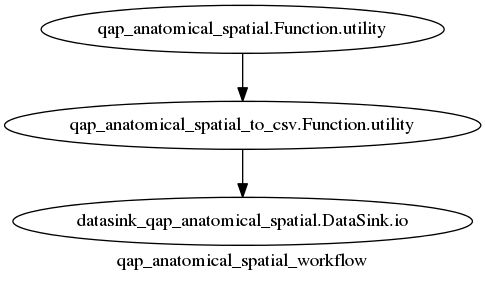 qap_anatomical_spatial.Function.utility
qap_anatomical_spatial_to_csv.Function.utility
datasink_qap_anatomical_spatial.DataSink.io
qap_anatomical_spatial_workflow